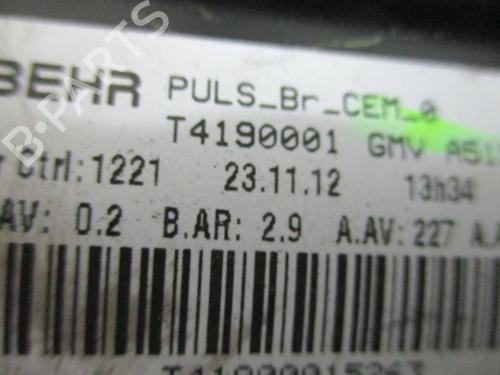 B-PARTS
BEHR PULS_Br_CEM_0
T4190001 GMV A51
Ctrl:1221 23.11.12 13h34
AV: 0.2 B.AR: 2.9 A.AV: 227 A.A